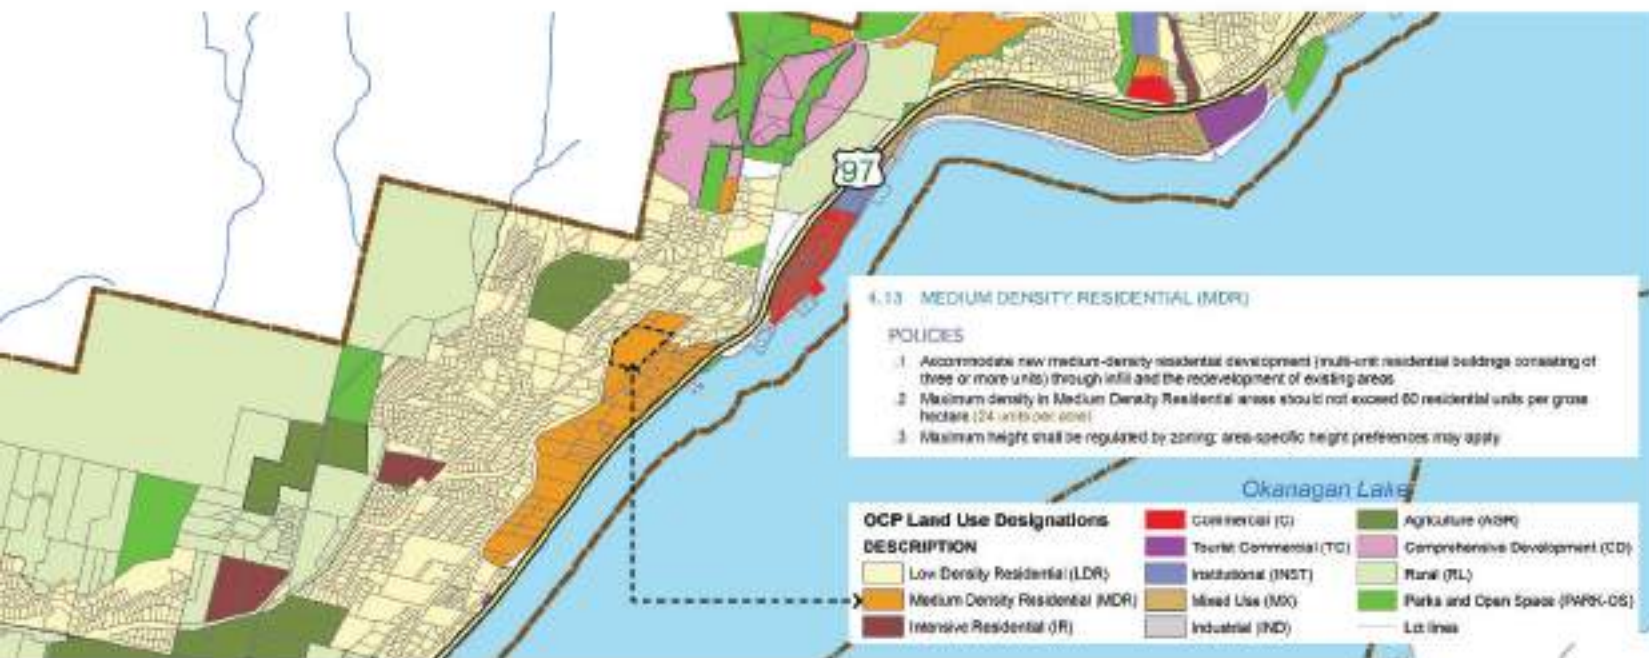 97
4.13 MEDIUM DENSITY RESIDENTIAL (MDR)
POLICIES
.1 Accommodate new medium-density residential development (multi-unit residential buildings consisting of
three or more units) through infill and the redevelopment of existing areas
.2 Maximum density in Medium Density Residential areas should not exceed 60 residential units per gross
hectare (24 units per acre)
.3 Maximum height shall be regulated by zoning; area-specific height preferences may apply
Okanagan Lake
OCP Land Use Designations
DESCRIPTION
Low Density Residential (LDR)
Medium Density Residential (MDR)
Intensive Residential (IR)
Commercial (C)
Tourist Commercial (TC)
Institutional (INST)
Mixed Use (MX)
Industrial (IND)
Agriculture (AGR)
Comprehensive Development (CD)
Rural (RL)
Parks and Open Space (PARK-OS)
Lot lines